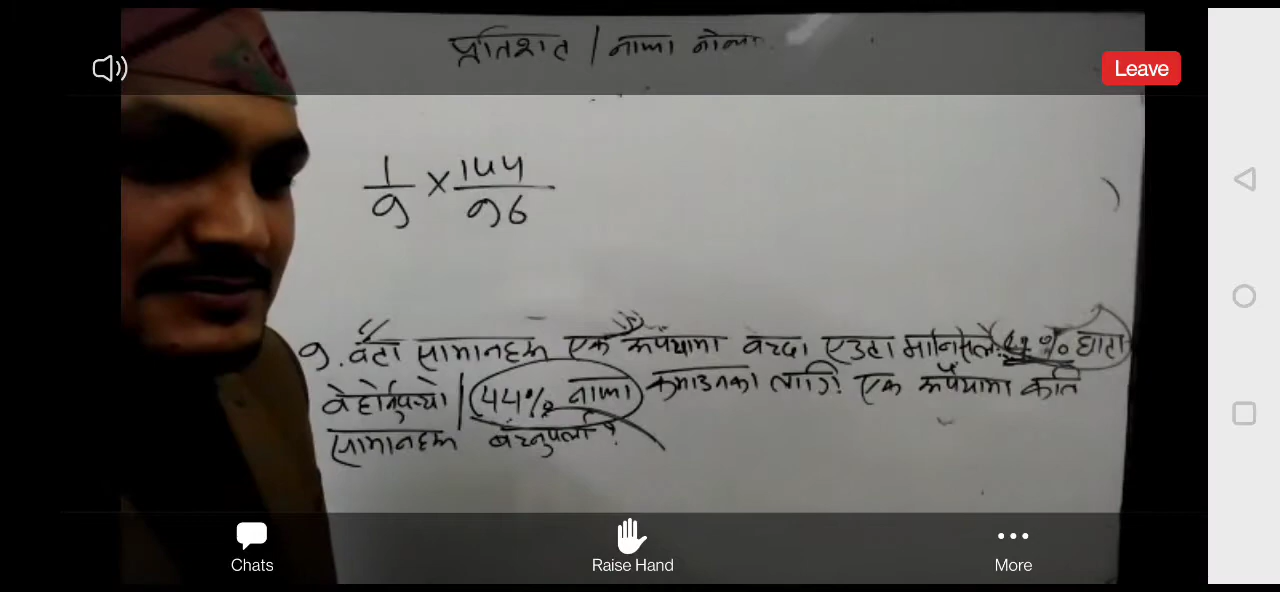 प्रतिशत / नाफा नोक्सा
Leave
1/9 × 144/96
9. वटा सामानहरू एक रूपैयामा बेच्दा एउटा मानिसले 4% घाटा
बेहोर्नुपर्यो / 44% नाफा कमाउनका लागि एक रूपैयामा कति
सामानहरू बेच्नुपर्ला ?
Chats
Raise Hand
More